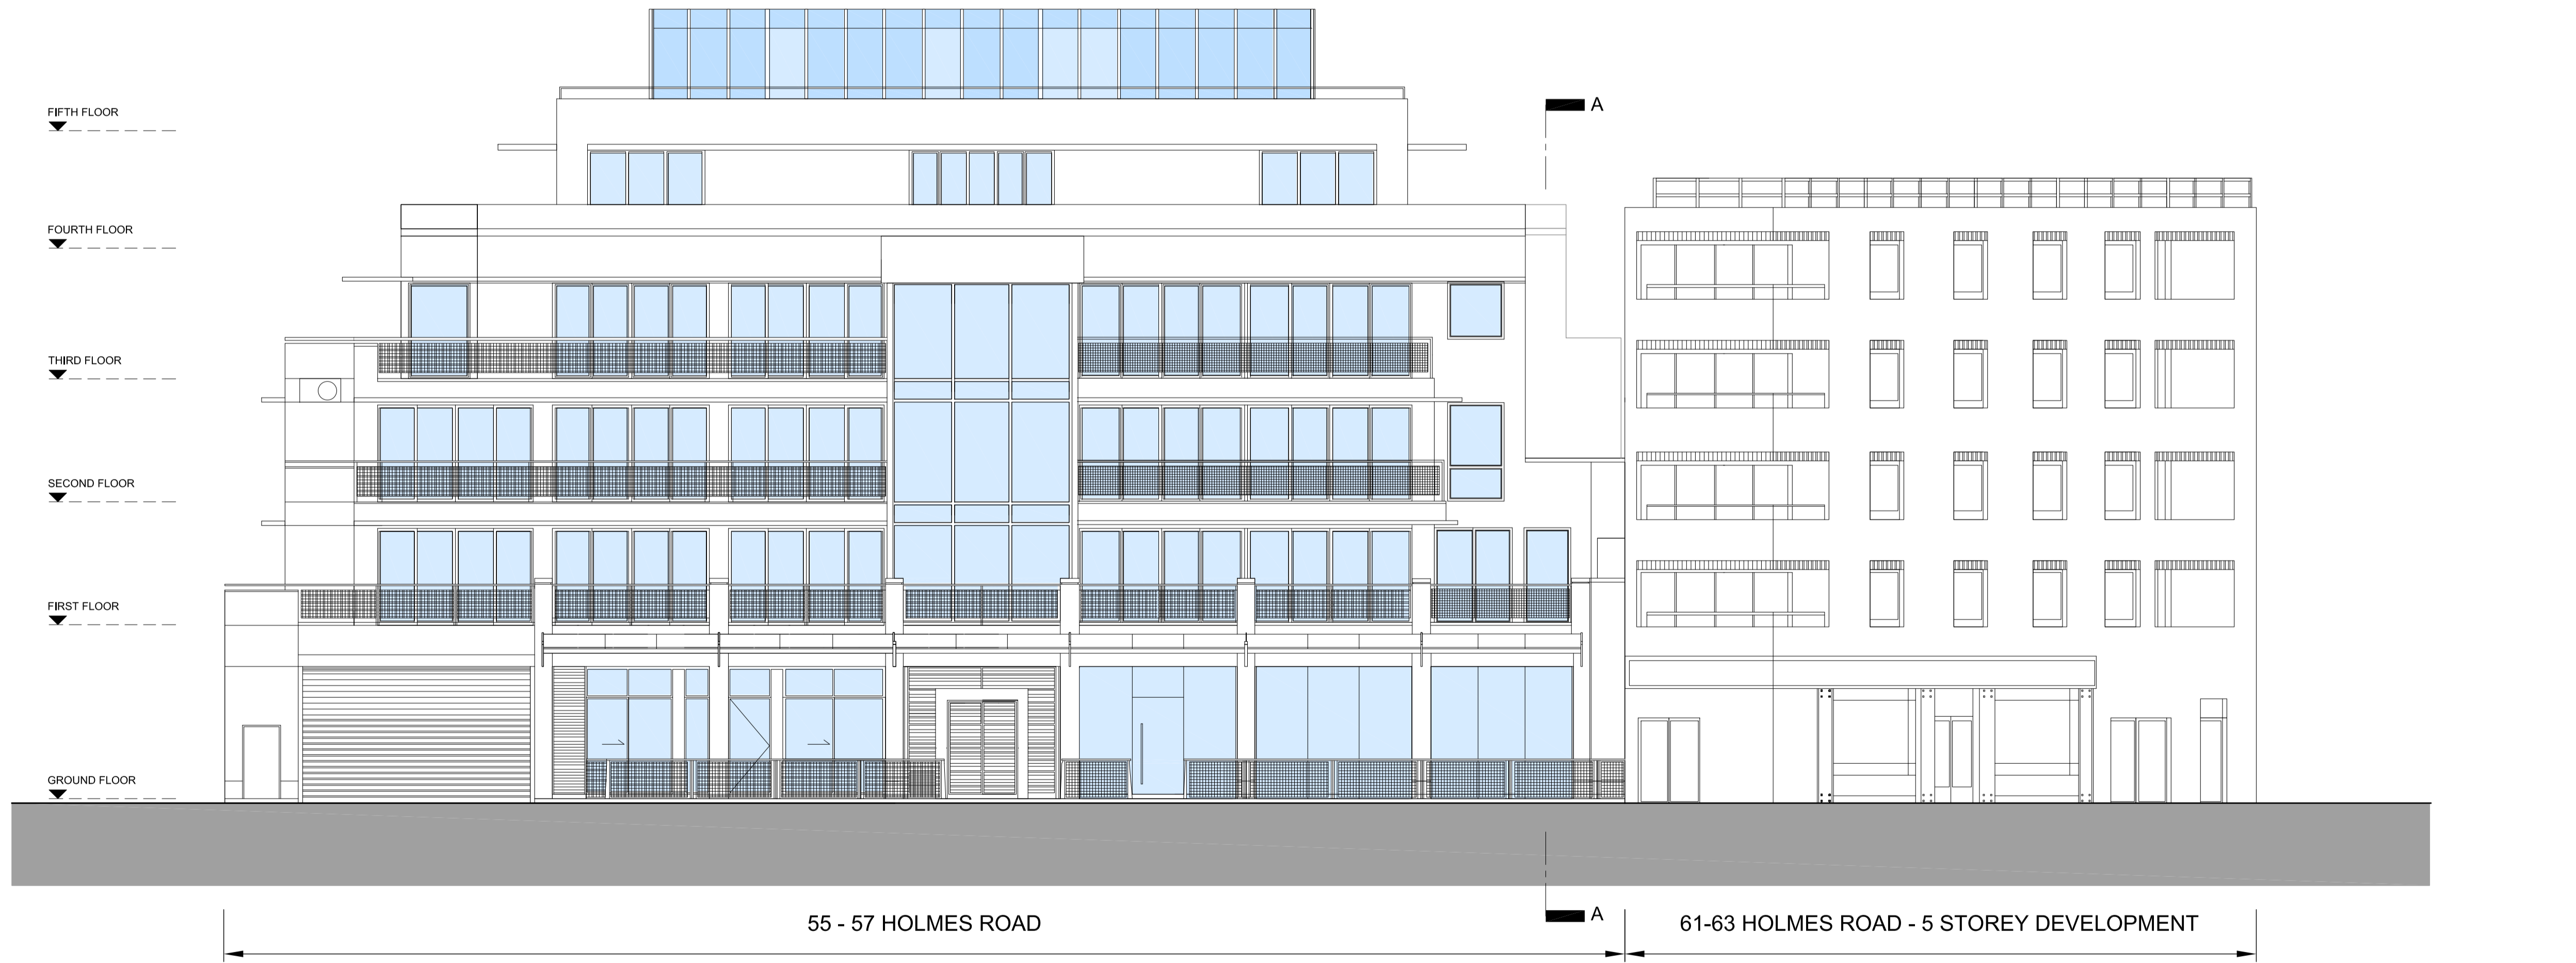 FIFTH FLOOR
A
FOURTH FLOOR
THIRD FLOOR
SECOND FLOOR
FIRST FLOOR
GROUND FLOOR
A
55 - 57 HOLMES ROAD
61-63 HOLMES ROAD - 5 STOREY DEVELOPMENT